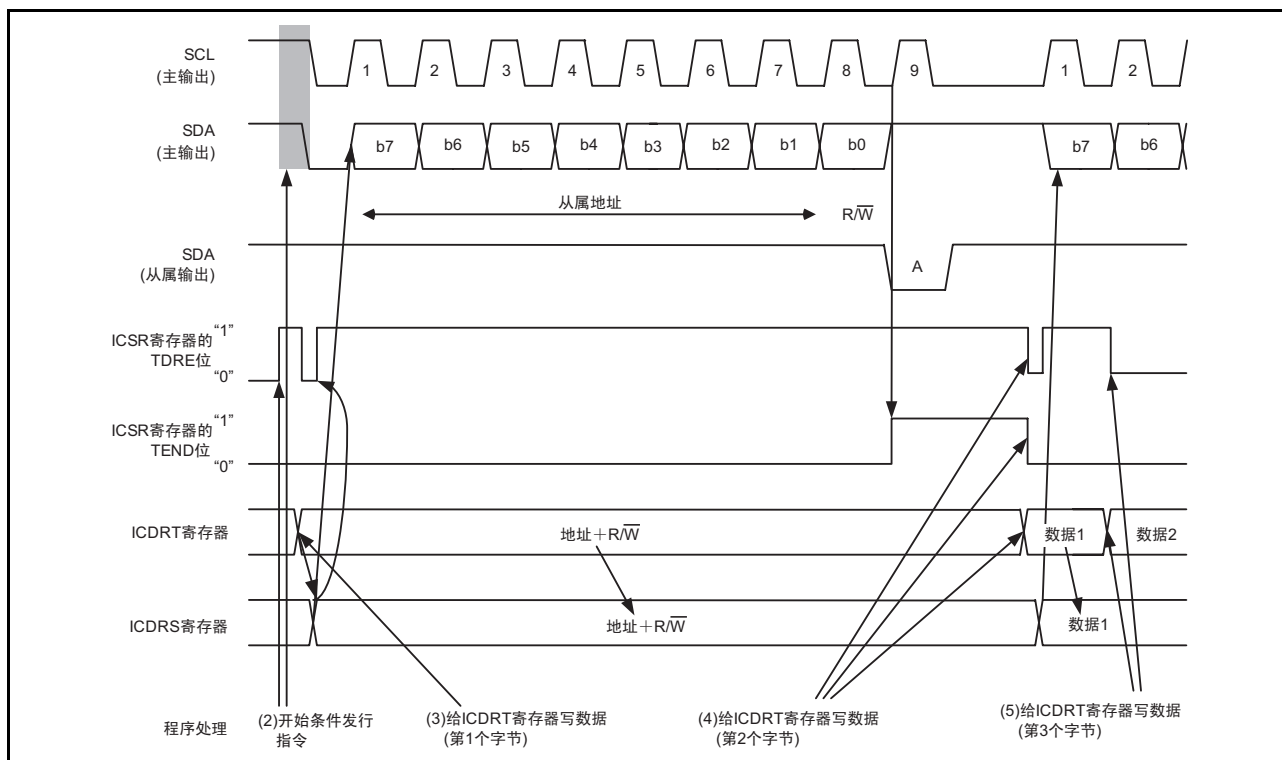 SCL
(主输出)
1 2 3 4 5 6 7 8 9 1 2
SDA
(主输出)
b7 b6 b5 b4 b3 b2 b1 b0 b7 b6
从属地址 R/W̅
SDA
(从属输出)
A
ICSR寄存器的 “1”
TDRE位
“0”
ICSR寄存器的 “1”
TEND位
“0”
ICDRT寄存器 地址＋R/W̅ 数据1 数据2
ICDRS寄存器 地址＋R/W̅ 数据1
程序处理
(2)开始条件发行
指令
(3)给ICDRT寄存器写数据
(第1个字节)
(4)给ICDRT寄存器写数据
(第2个字节)
(5)给ICDRT寄存器写数据
(第3个字节)